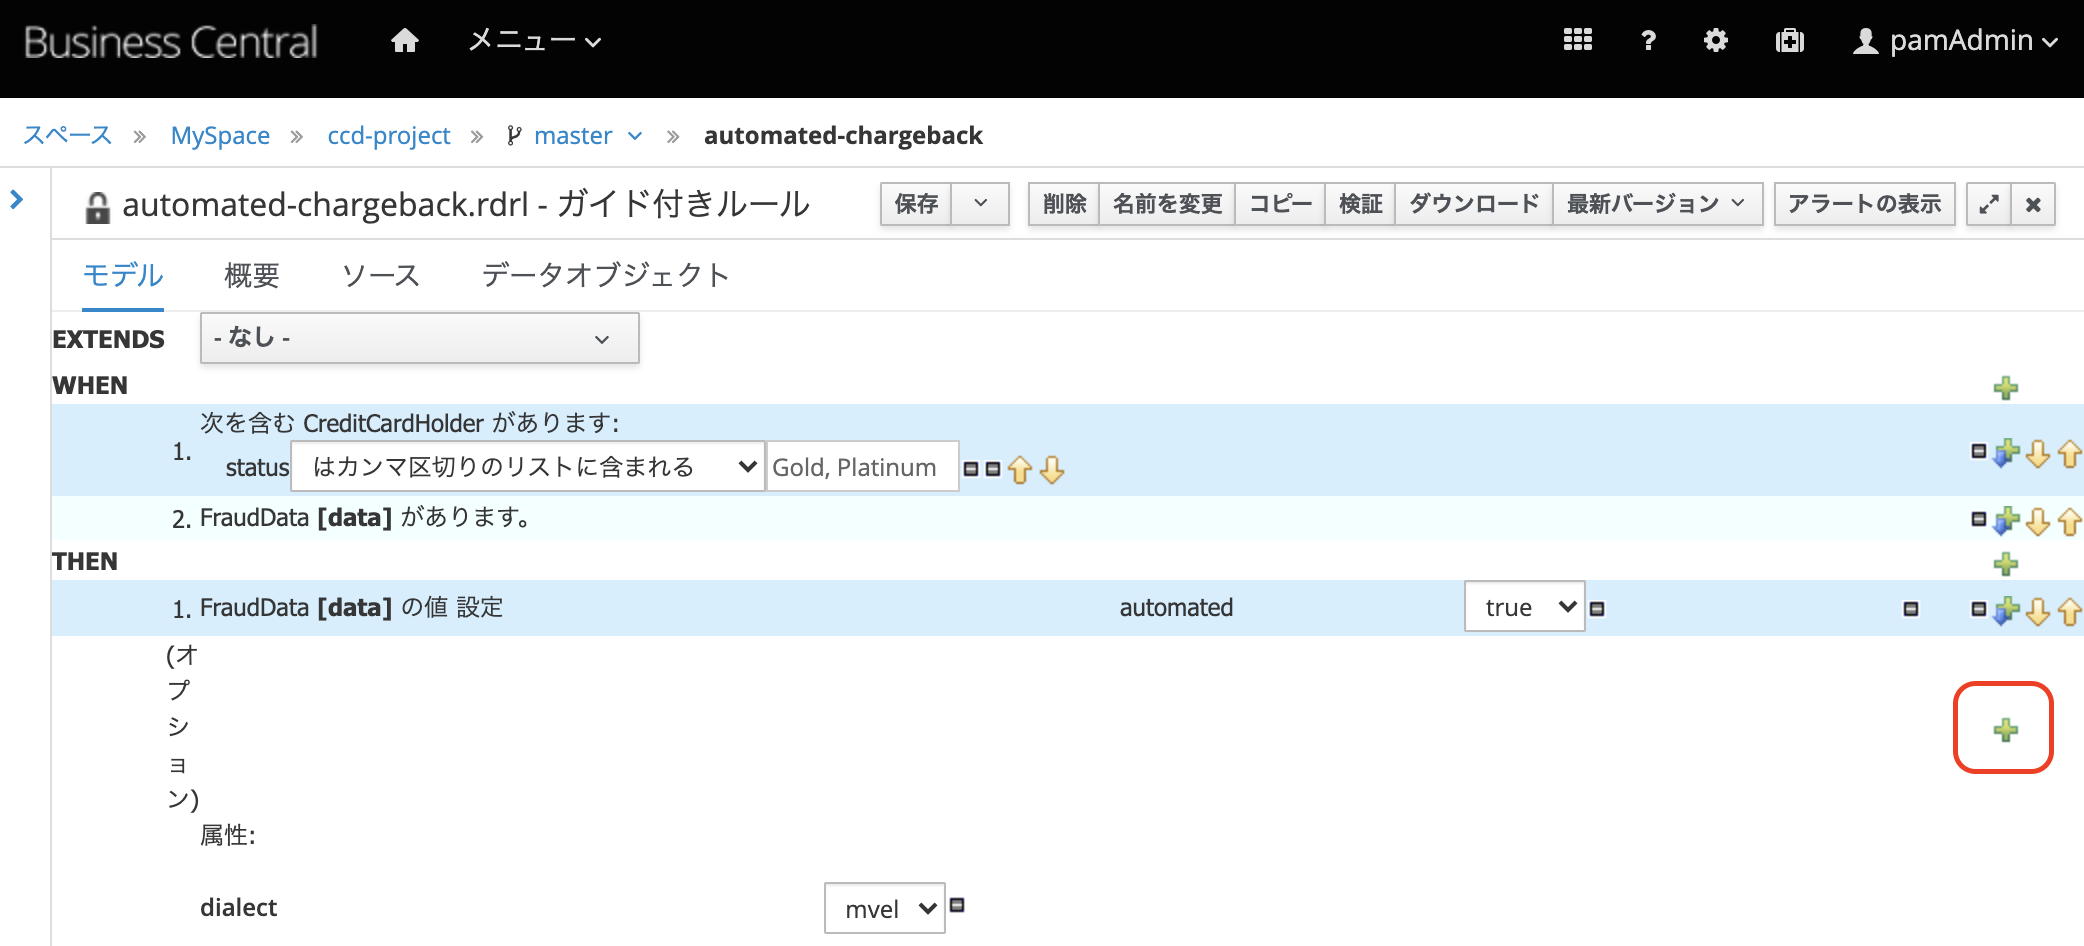 Business Central メニュー ? pamAdmin
スペース » MySpace » ccd-project » master » automated-chargeback
automated-chargeback.rdrl - ガイド付きルール 保存 削除 名前を変更 コピー 検証 ダウンロード 最新バージョン アラートの表示
モデル 概要 ソース データオブジェクト
EXTENDS - なし -
WHEN
次を含む CreditCardHolder があります:
1.
status はカンマ区切りのリストに含まれる Gold, Platinum
2. FraudData [data] があります。
THEN
1. FraudData [data] の値 設定 automated true
(オ
プ
シ
ョ
ン)
属性:
dialect mvel